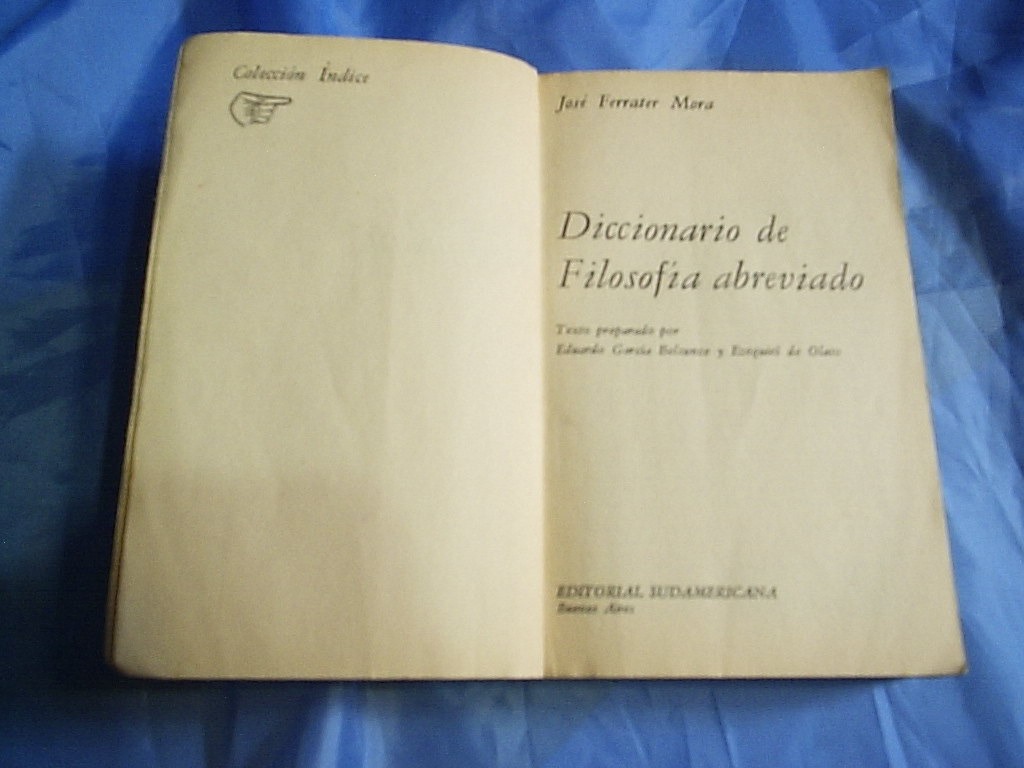 Colección Índice
José Ferrater Mora
Diccionario de
Filosofía abreviado
Texto preparado por
Eduardo García Belsunce y Ezequiel de Olaso
EDITORIAL SUDAMERICANA
Buenos Aires